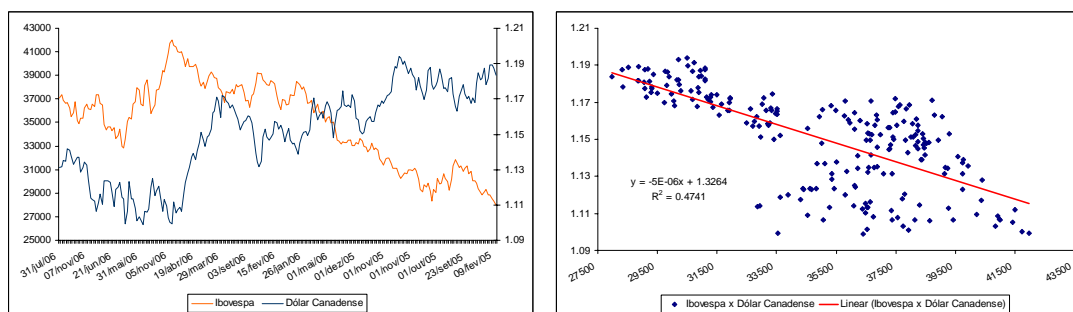 43000
41000
39000
37000
35000
33000
31000
29000
27000
25000
1.21
1.19
1.17
1.15
1.13
1.11
1.09
31/jul/06
07/nov/06
21/jun/06
31/mai/06
05/nov/06
19/abr/06
29/mar/06
03/set/06
15/fev/06
26/jan/06
01/mai/06
01/dez/05
01/nov/06
01/nov/05
01/out/05
23/set/05
09/fev/05
Ibovespa
Dólar Canadense
1.21
1.19
1.17
1.15
1.13
1.11
1.09
y = -5E-06x + 1.3264
R² = 0.4741
27500
29500
31500
33500
35500
37500
39500
41500
43500
Ibovespa x Dólar Canadense
Linear (Ibovespa x Dólar Canadense)